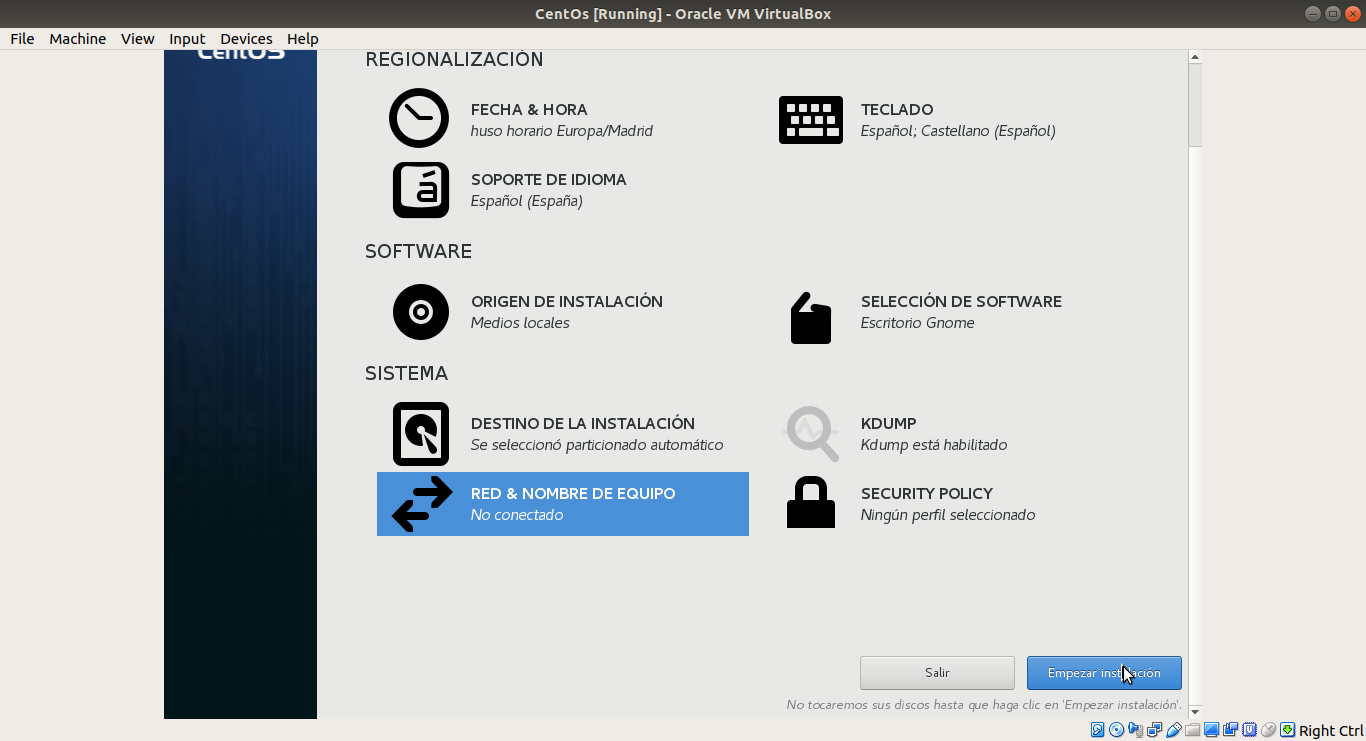 CentOs [Running] - Oracle VM VirtualBox
File Machine View Input Devices Help
CentOS
REGIONALIZACIÓN
FECHA & HORA
huso horario Europa/Madrid
TECLADO
Español; Castellano (Español)
SOPORTE DE IDIOMA
Español (España)
SOFTWARE
ORIGEN DE INSTALACIÓN
Medios locales
SELECCIÓN DE SOFTWARE
Escritorio Gnome
SISTEMA
DESTINO DE LA INSTALACIÓN
Se seleccionó particionado automático
KDUMP
Kdump está habilitado
RED & NOMBRE DE EQUIPO
No conectado
SECURITY POLICY
Ningún perfil seleccionado
Salir
Empezar instalación
No tocaremos sus discos hasta que haga clic en 'Empezar instalación'.
Right Ctrl